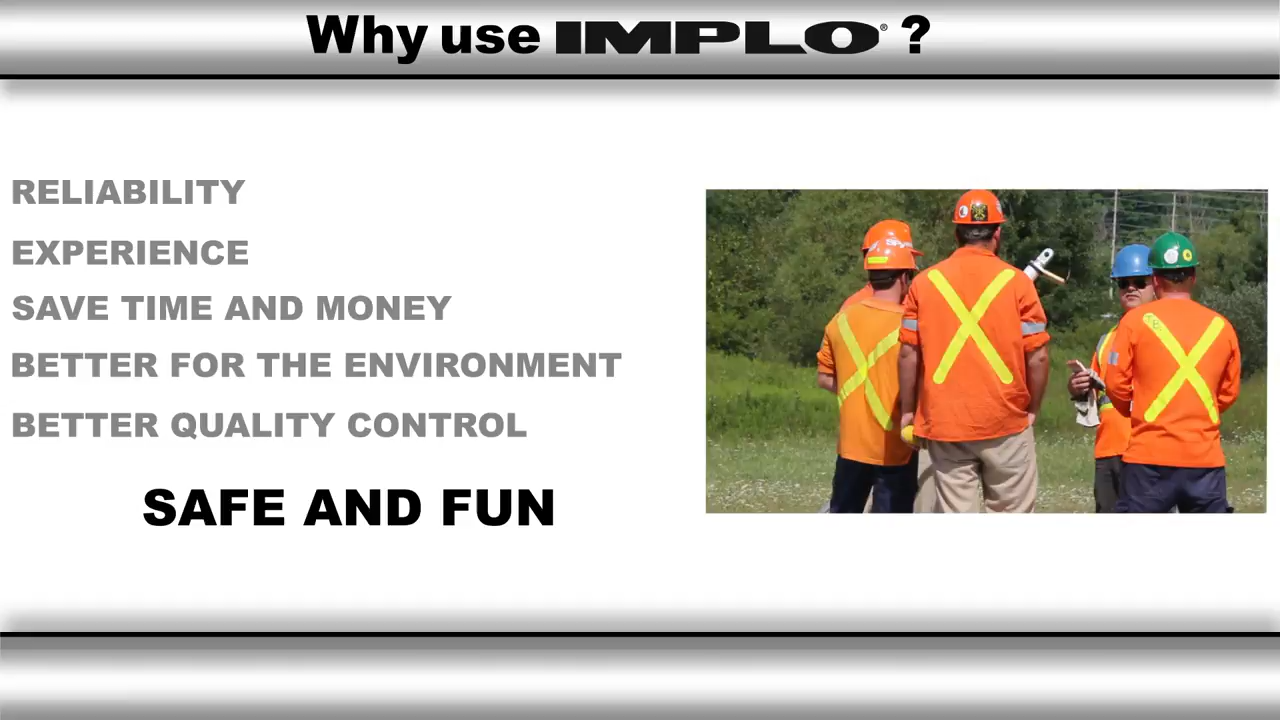 Why use IMPLO® ?
RELIABILITY
EXPERIENCE
SAVE TIME AND MONEY
BETTER FOR THE ENVIRONMENT
BETTER QUALITY CONTROL
SAFE AND FUN